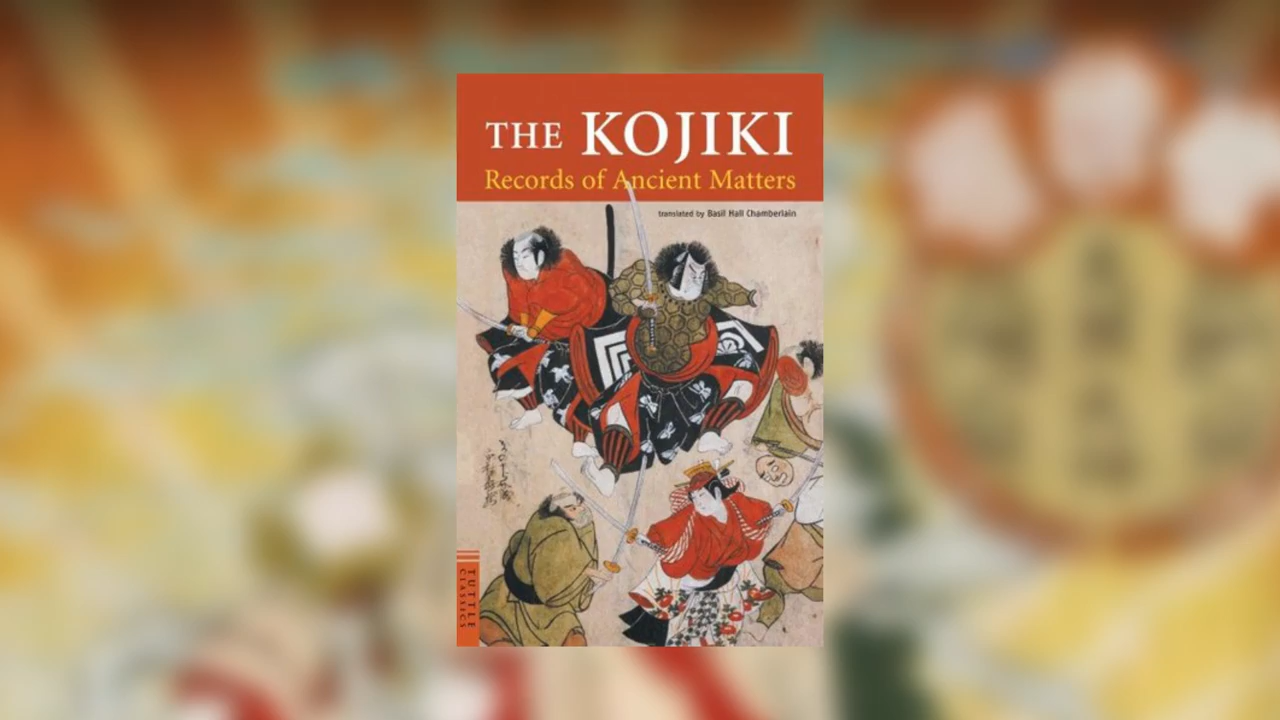 THE KOJIKI
Records of Ancient Matters
translated by Basil Hall Chamberlain
TUTTLE
CLASSICS